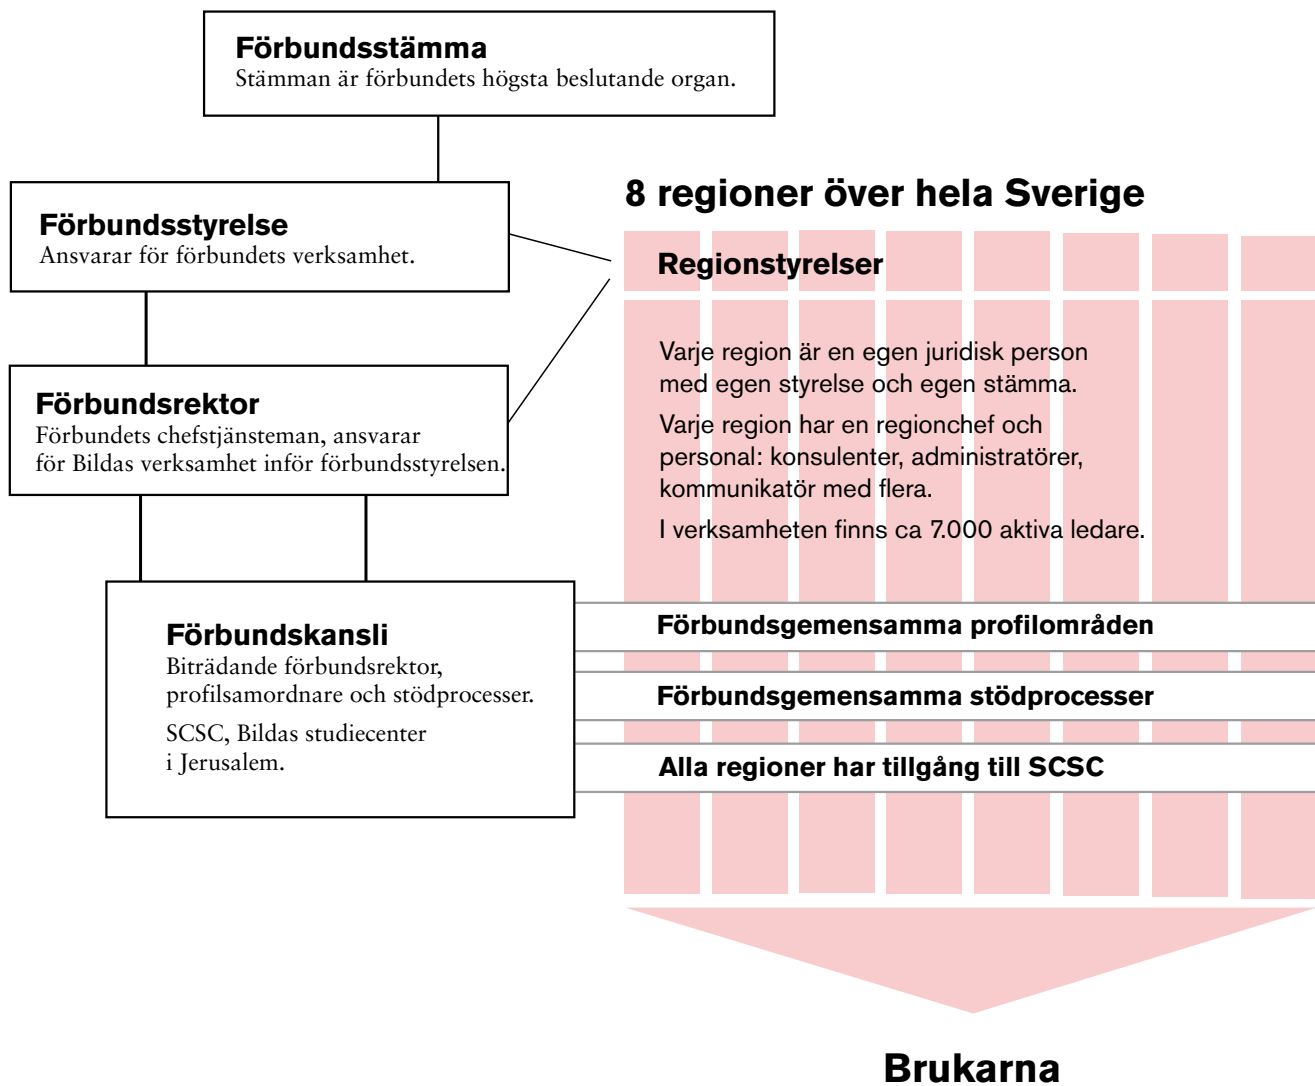 Förbundsstämma
Stämman är förbundets högsta beslutande organ.
Förbundsstyrelse
Ansvarar för förbundets verksamhet.
Förbundsrektor
Förbundets chefstjänsteman, ansvarar
för Bildas verksamhet inför förbundsstyrelsen.
Förbundskansli
Biträdande förbundsrektor,
profilsamordnare och stödprocesser.
SCSC, Bildas studiecenter
i Jerusalem.
8 regioner över hela Sverige
Regionstyrelser
Varje region är en egen juridisk person
med egen styrelse och egen stämma.
Varje region har en regionchef och
personal: konsulenter, administratörer,
kommunikatör med flera.
I verksamheten finns ca 7.000 aktiva ledare.
Förbundsgemensamma profilområden
Förbundsgemensamma stödprocesser
Alla regioner har tillgång till SCSC
Brukarna